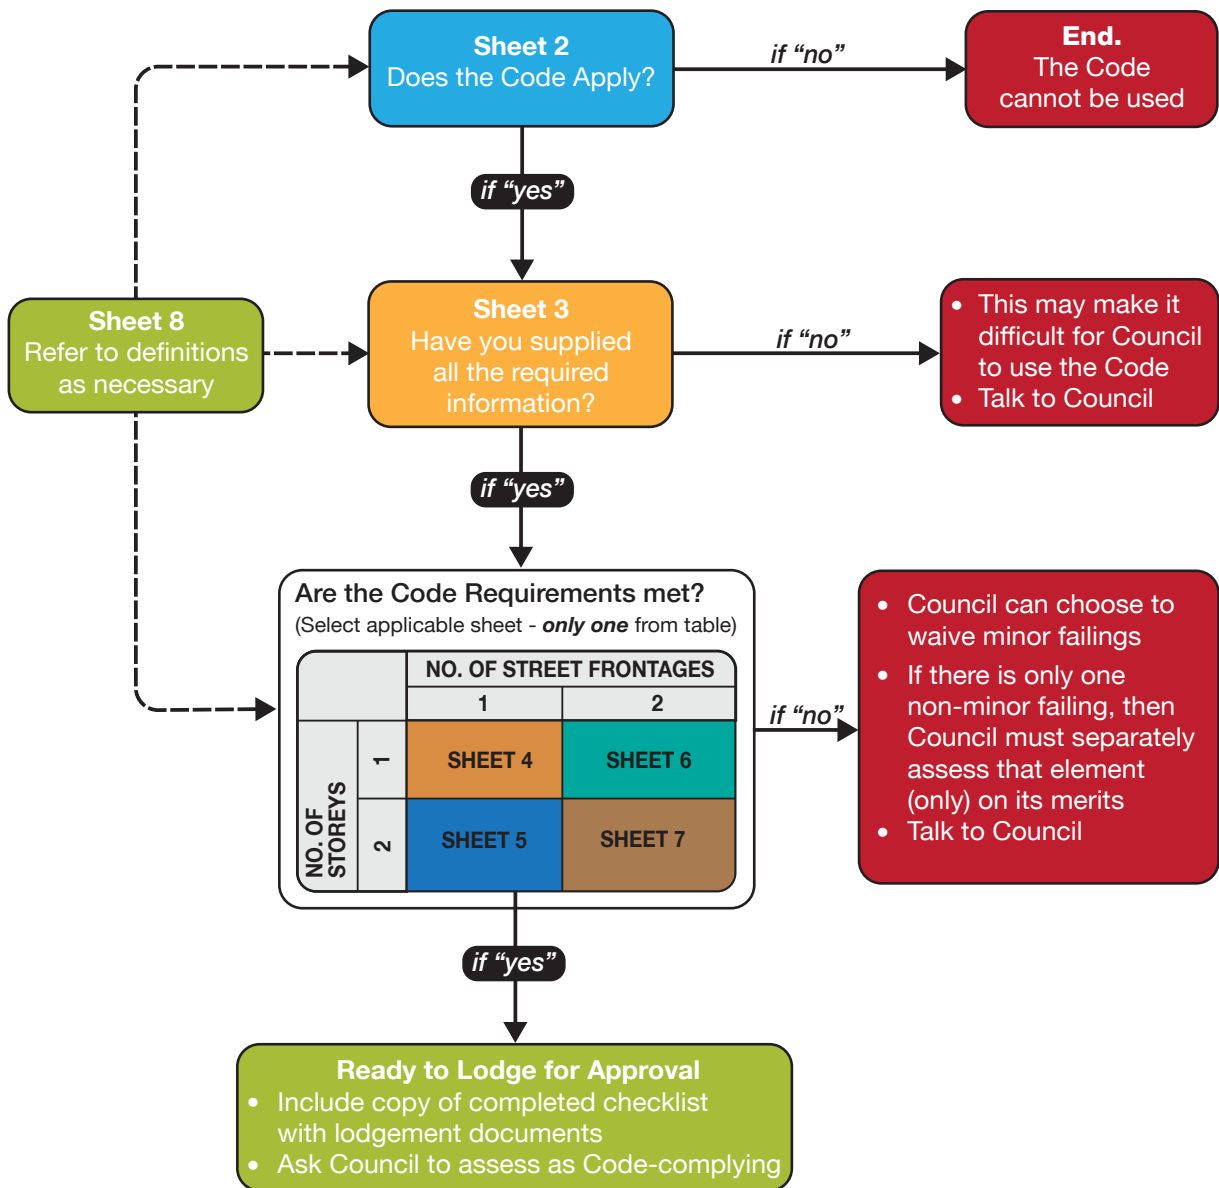 Sheet 2
Does the Code Apply?
if “no”
End.
The Code
cannot be used
if “yes”
Sheet 8
Refer to definitions
as necessary
Sheet 3
Have you supplied
all the required
information?
if “no”
• This may make it
difficult for Council
to use the Code
• Talk to Council
if “yes”
Are the Code Requirements met?
(Select applicable sheet - only one from table)
NO. OF STREET FRONTAGES
1 2
NO. OF
STOREYS
1 SHEET 4 SHEET 6
2 SHEET 5 SHEET 7
if “no”
• Council can choose to
waive minor failings
• If there is only one
non-minor failing, then
Council must separately
assess that element
(only) on its merits
• Talk to Council
if “yes”
Ready to Lodge for Approval
• Include copy of completed checklist
with lodgement documents
• Ask Council to assess as Code-complying